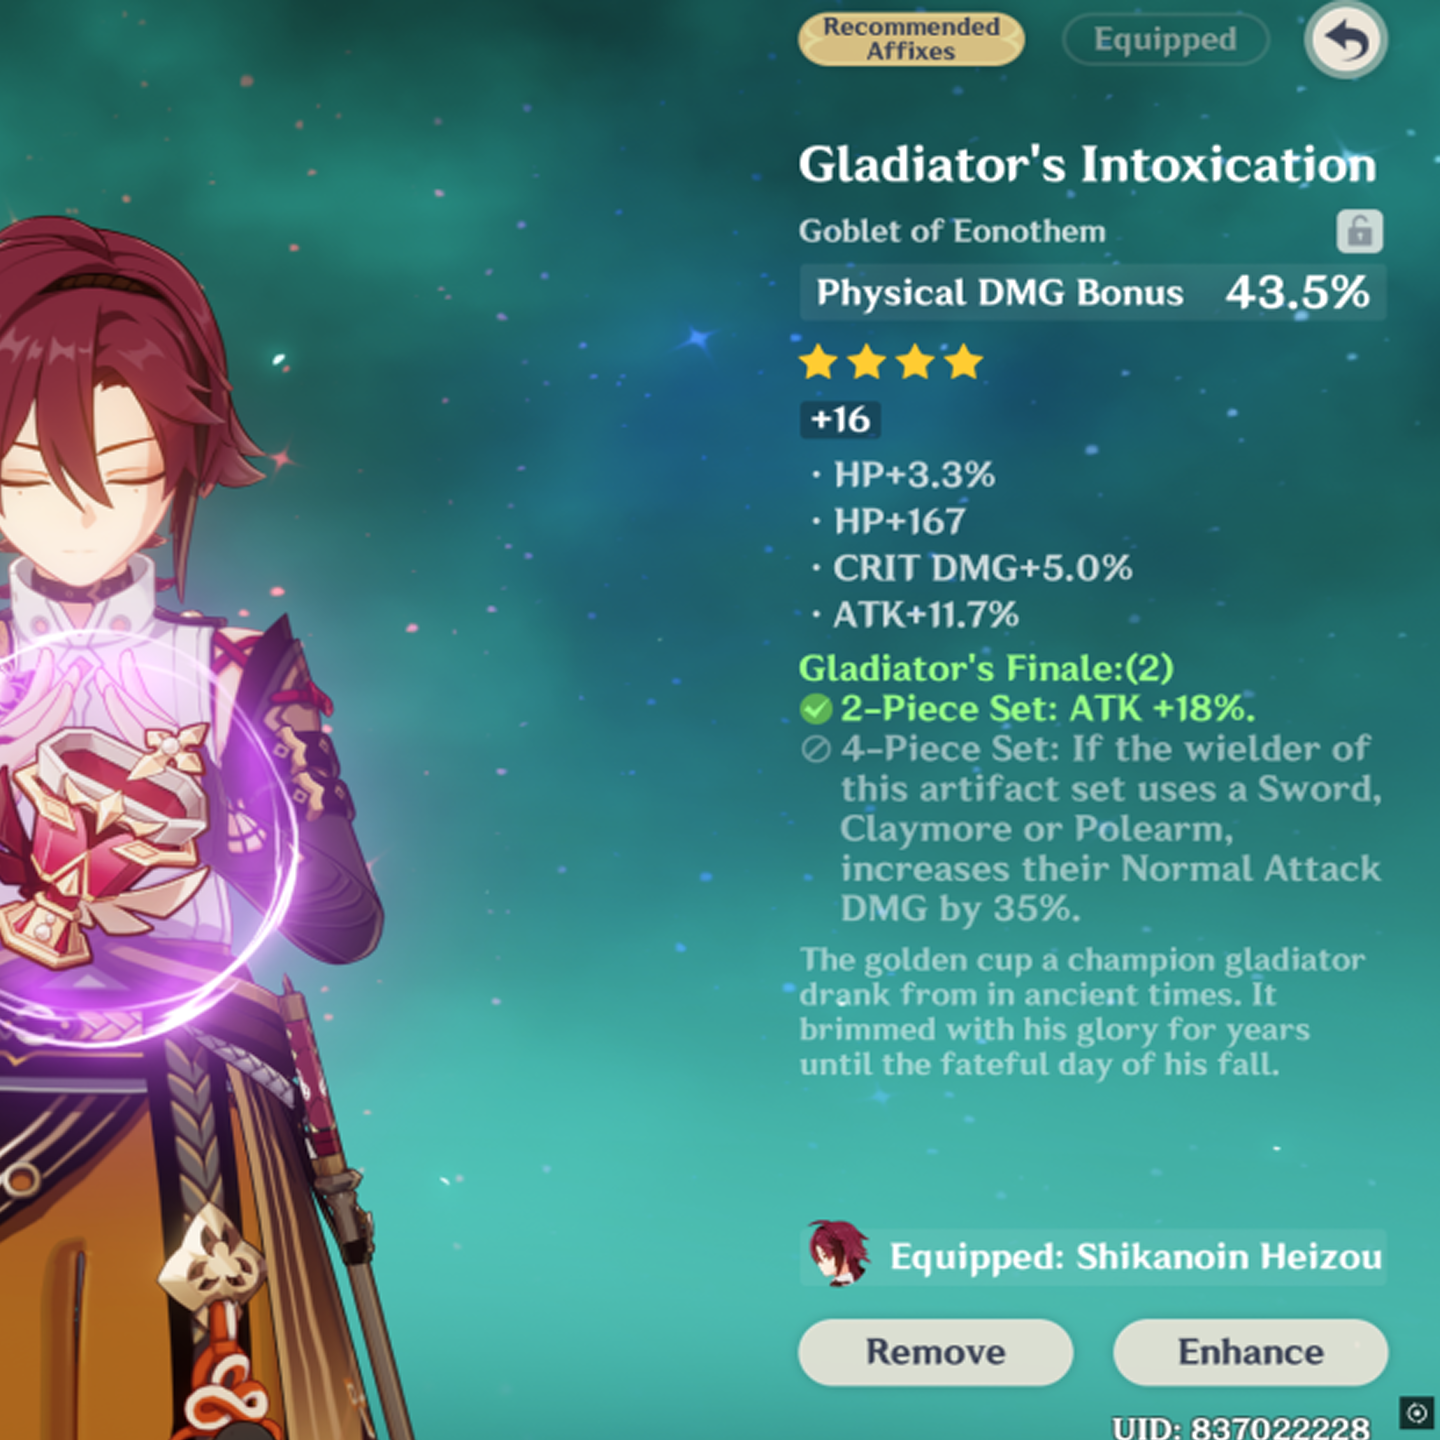 Recommended
Affixes
Equipped
Gladiator's Intoxication
Goblet of Eonothem
Physical DMG Bonus 43.5%
+16
· HP+3.3%
· HP+167
· CRIT DMG+5.0%
· ATK+11.7%
Gladiator's Finale:(2)
2-Piece Set: ATK +18%.
4-Piece Set: If the wielder of
this artifact set uses a Sword,
Claymore or Polearm,
increases their Normal Attack
DMG by 35%.
The golden cup a champion gladiator
drank from in ancient times. It
brimmed with his glory for years
until the fateful day of his fall.
Equipped: Shikanoin Heizou
Remove
Enhance
UID: 837022228